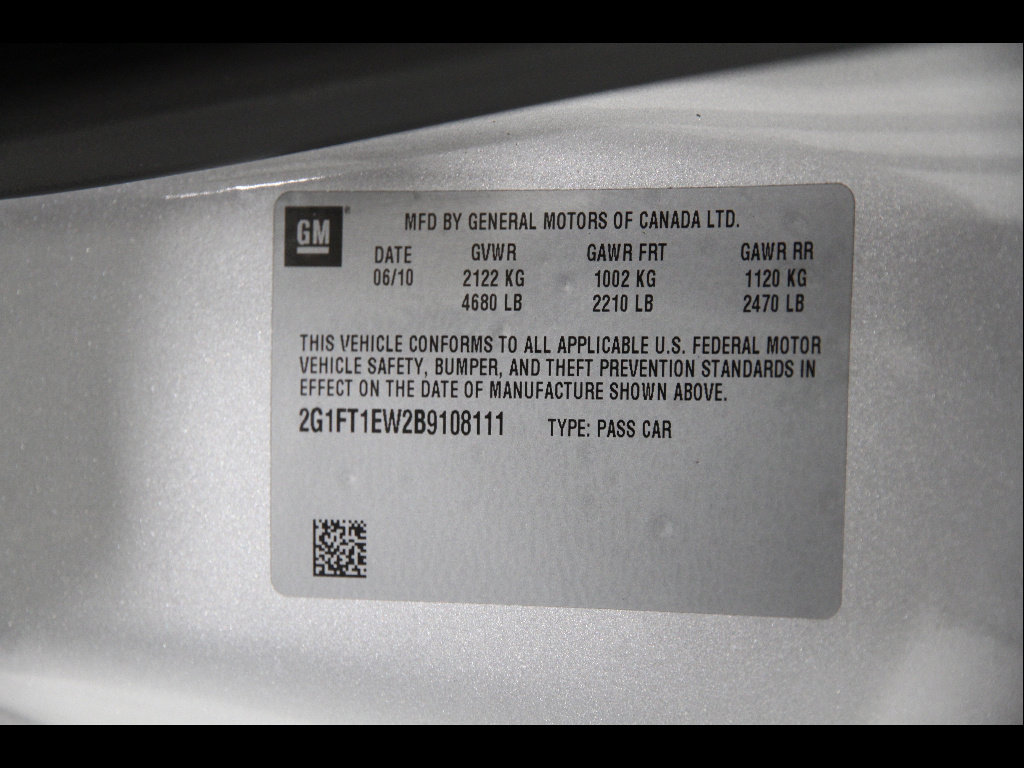 GM®
MFD BY GENERAL MOTORS OF CANADA LTD.
DATE GVWR GAWR FRT GAWR RR
06/10 2122 KG 1002 KG 1120 KG
4680 LB 2210 LB 2470 LB
THIS VEHICLE CONFORMS TO ALL APPLICABLE U.S. FEDERAL MOTOR
VEHICLE SAFETY, BUMPER, AND THEFT PREVENTION STANDARDS IN
EFFECT ON THE DATE OF MANUFACTURE SHOWN ABOVE.
2G1FT1EW2B9108111 TYPE: PASS CAR